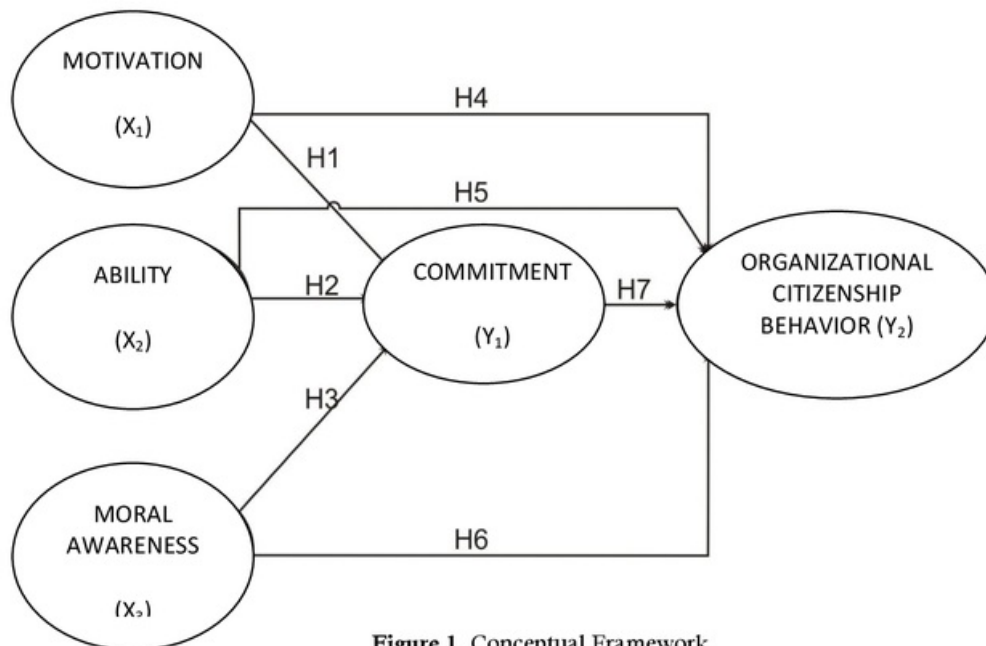 MOTIVATION
(X₁)
H4
H1
H5
ABILITY
(X₂)
H2
COMMITMENT
(Y₁)
H7
ORGANIZATIONAL
CITIZENSHIP
BEHAVIOR (Y₂)
H3
MORAL
AWARENESS
(X₃)
H6
Figure 1. Conceptual Framework